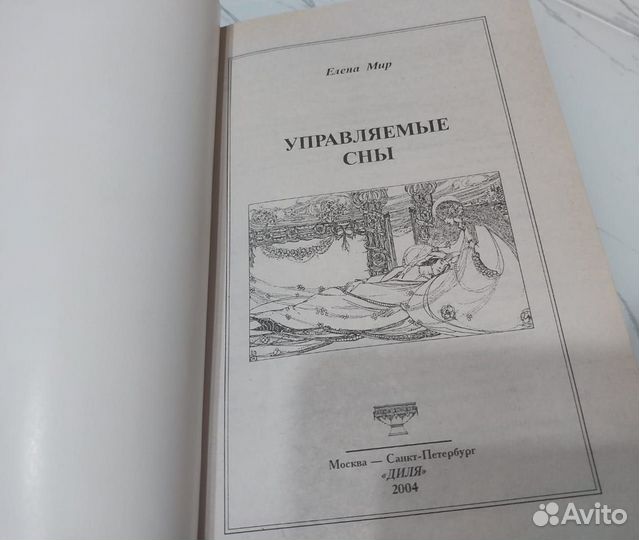 Елена Мир
УПРАВЛЯЕМЫЕ
СНЫ
Москва — Санкт-Петербург
«ДИЛЯ»
2004
Avito